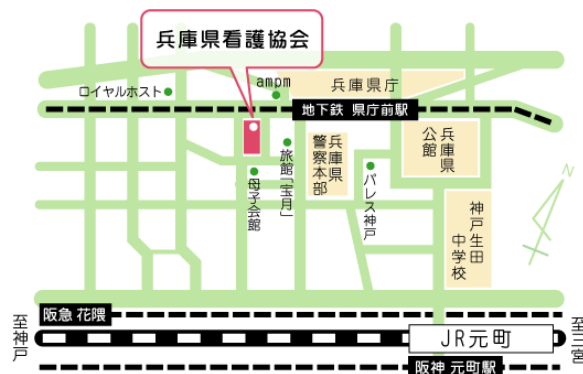 兵庫県看護協会
ampm
兵庫県庁
ロイヤルホスト
地下鉄 県庁前駅
兵庫県
警察本部
兵庫県
公館
旅館「宝月」
母子会館
パレス神戸
神戸生田
中学校
N
阪急 花隈
至神戸
JR元町
至三宮
阪神 元町駅